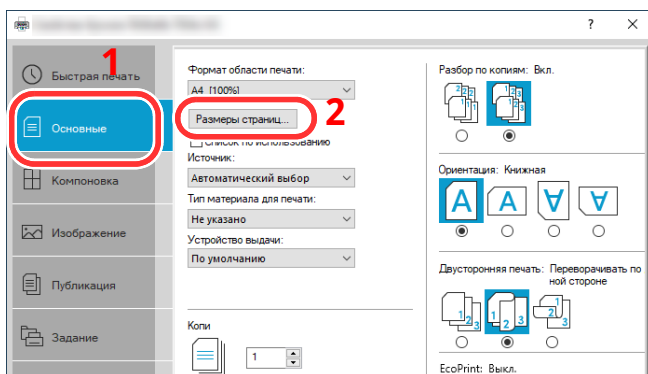 ?
1
Быстрая печать
Основные
Компоновка
Изображение
Публикация
Задание
Формат области печати:
A4 [100%]
Размеры страниц...
2
Список по использованию
Источник:
Автоматический выбор
Тип материала для печати:
Не указано
Устройство выдачи:
По умолчанию
Копи
1
Разбор по копиям: Вкл.
Ориентация: Книжная
Двусторонняя печать: Переворачивать по
ной стороне
EcoPrint: Выкл.